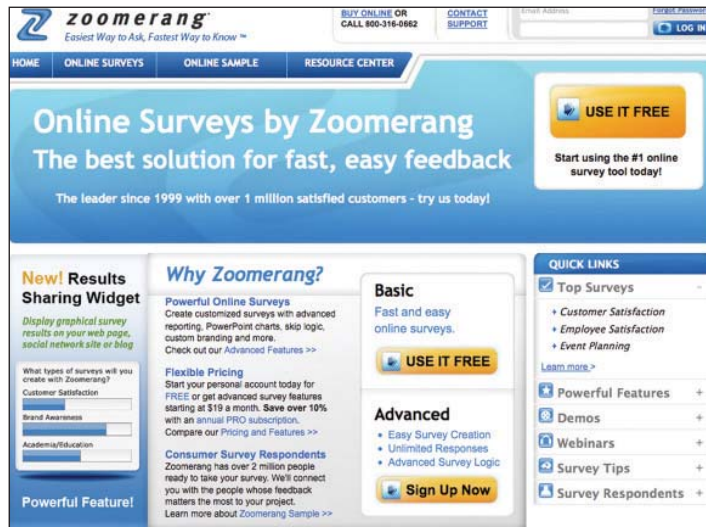 zoomerang
Easiest Way to Ask, Fastest Way to Know ™
BUY ONLINE OR
CALL 800-316-0662
CONTACT
SUPPORT
Email Address
Forgot Password
LOG IN
HOME
ONLINE SURVEYS
ONLINE SAMPLE
RESOURCE CENTER
Online Surveys by Zoomerang
The best solution for fast, easy feedback
The leader since 1999 with over 1 million satisfied customers - try us today!
USE IT FREE
Start using the #1 online
survey tool today!
New! Results
Sharing Widget
Display graphical survey
results on your web page,
social network site or blog
What types of surveys will you
create with Zoomerang?
Customer Satisfaction
Brand Awareness
Academia/Education
Powerful Feature!
Why Zoomerang?
Powerful Online Surveys
Create customized surveys with advanced
reporting, PowerPoint charts, skip logic,
custom branding and more.
Check out our Advanced Features >>
Flexible Pricing
Start your personal account today for
FREE or get advanced survey features
starting at $19 a month. Save over 10%
with an annual PRO subscription.
Compare our Pricing and Features >>
Consumer Survey Respondents
Zoomerang has over 2 million people
ready to take your survey. We'll connect
you with the people whose feedback
matters the most to your project.
Learn more about Zoomerang Sample >>
Basic
Fast and easy
online surveys.
USE IT FREE
Advanced
• Easy Survey Creation
• Unlimited Responses
• Advanced Survey Logic
Sign Up Now
QUICK LINKS
Top Surveys -
+ Customer Satisfaction
+ Employee Satisfaction
+ Event Planning
Learn more >
Powerful Features +
Demos +
Webinars +
Survey Tips +
Survey Respondents +